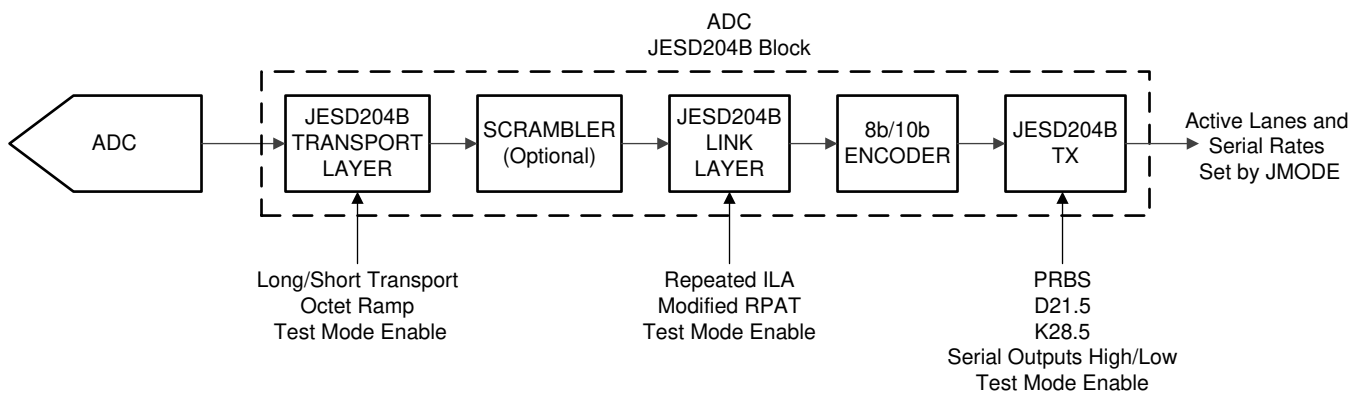 ADC
JESD204B Block
ADC
JESD204B
TRANSPORT
LAYER
SCRAMBLER
(Optional)
JESD204B
LINK
LAYER
8b/10b
ENCODER
JESD204B
TX
Active Lanes and
Serial Rates
Set by JMODE
Long/Short Transport
Octet Ramp
Test Mode Enable
Repeated ILA
Modified RPAT
Test Mode Enable
PRBS
D21.5
K28.5
Serial Outputs High/Low
Test Mode Enable